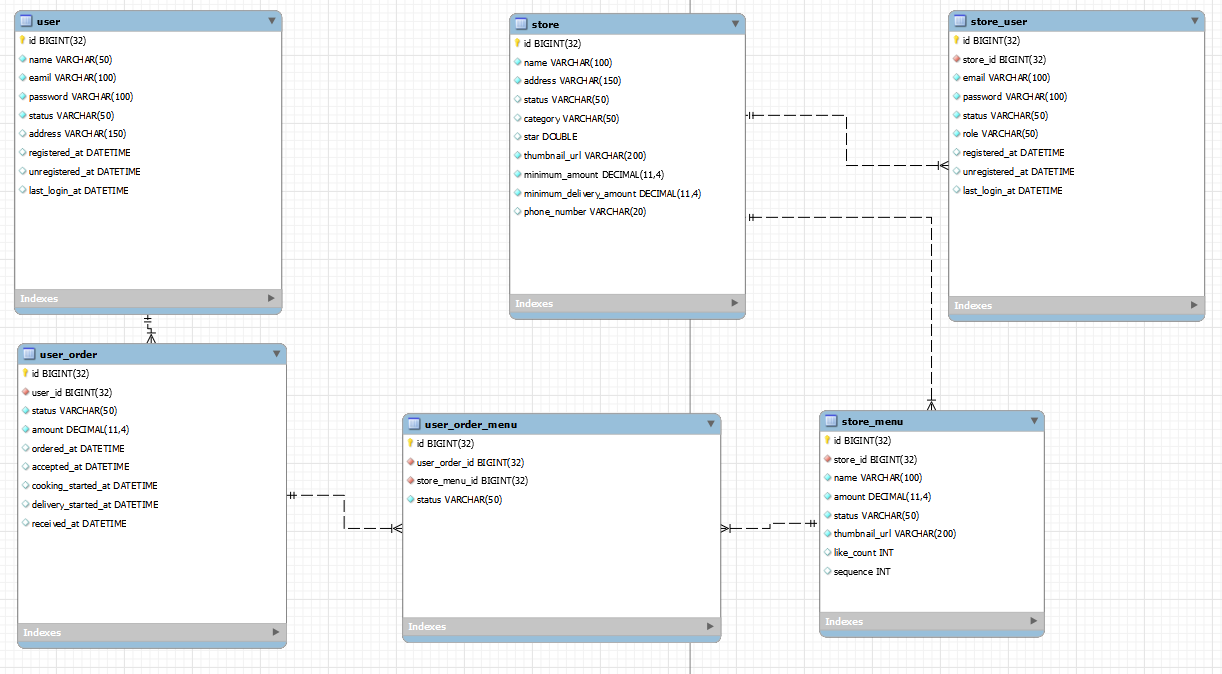 user
id BIGINT(32)
name VARCHAR(50)
eamil VARCHAR(100)
password VARCHAR(100)
status VARCHAR(50)
address VARCHAR(150)
registered_at DATETIME
unregistered_at DATETIME
last_login_at DATETIME
Indexes
store
id BIGINT(32)
name VARCHAR(100)
address VARCHAR(150)
status VARCHAR(50)
category VARCHAR(50)
star DOUBLE
thumbnail_url VARCHAR(200)
minimum_amount DECIMAL(11,4)
minimum_delivery_amount DECIMAL(11,4)
phone_number VARCHAR(20)
Indexes
store_user
id BIGINT(32)
store_id BIGINT(32)
email VARCHAR(100)
password VARCHAR(100)
status VARCHAR(50)
role VARCHAR(50)
registered_at DATETIME
unregistered_at DATETIME
last_login_at DATETIME
Indexes
user_order
id BIGINT(32)
user_id BIGINT(32)
status VARCHAR(50)
amount DECIMAL(11,4)
ordered_at DATETIME
accepted_at DATETIME
cooking_started_at DATETIME
delivery_started_at DATETIME
received_at DATETIME
Indexes
user_order_menu
id BIGINT(32)
user_order_id BIGINT(32)
store_menu_id BIGINT(32)
status VARCHAR(50)
Indexes
store_menu
id BIGINT(32)
store_id BIGINT(32)
name VARCHAR(100)
amount DECIMAL(11,4)
status VARCHAR(50)
thumbnail_url VARCHAR(200)
like_count INT
sequence INT
Indexes